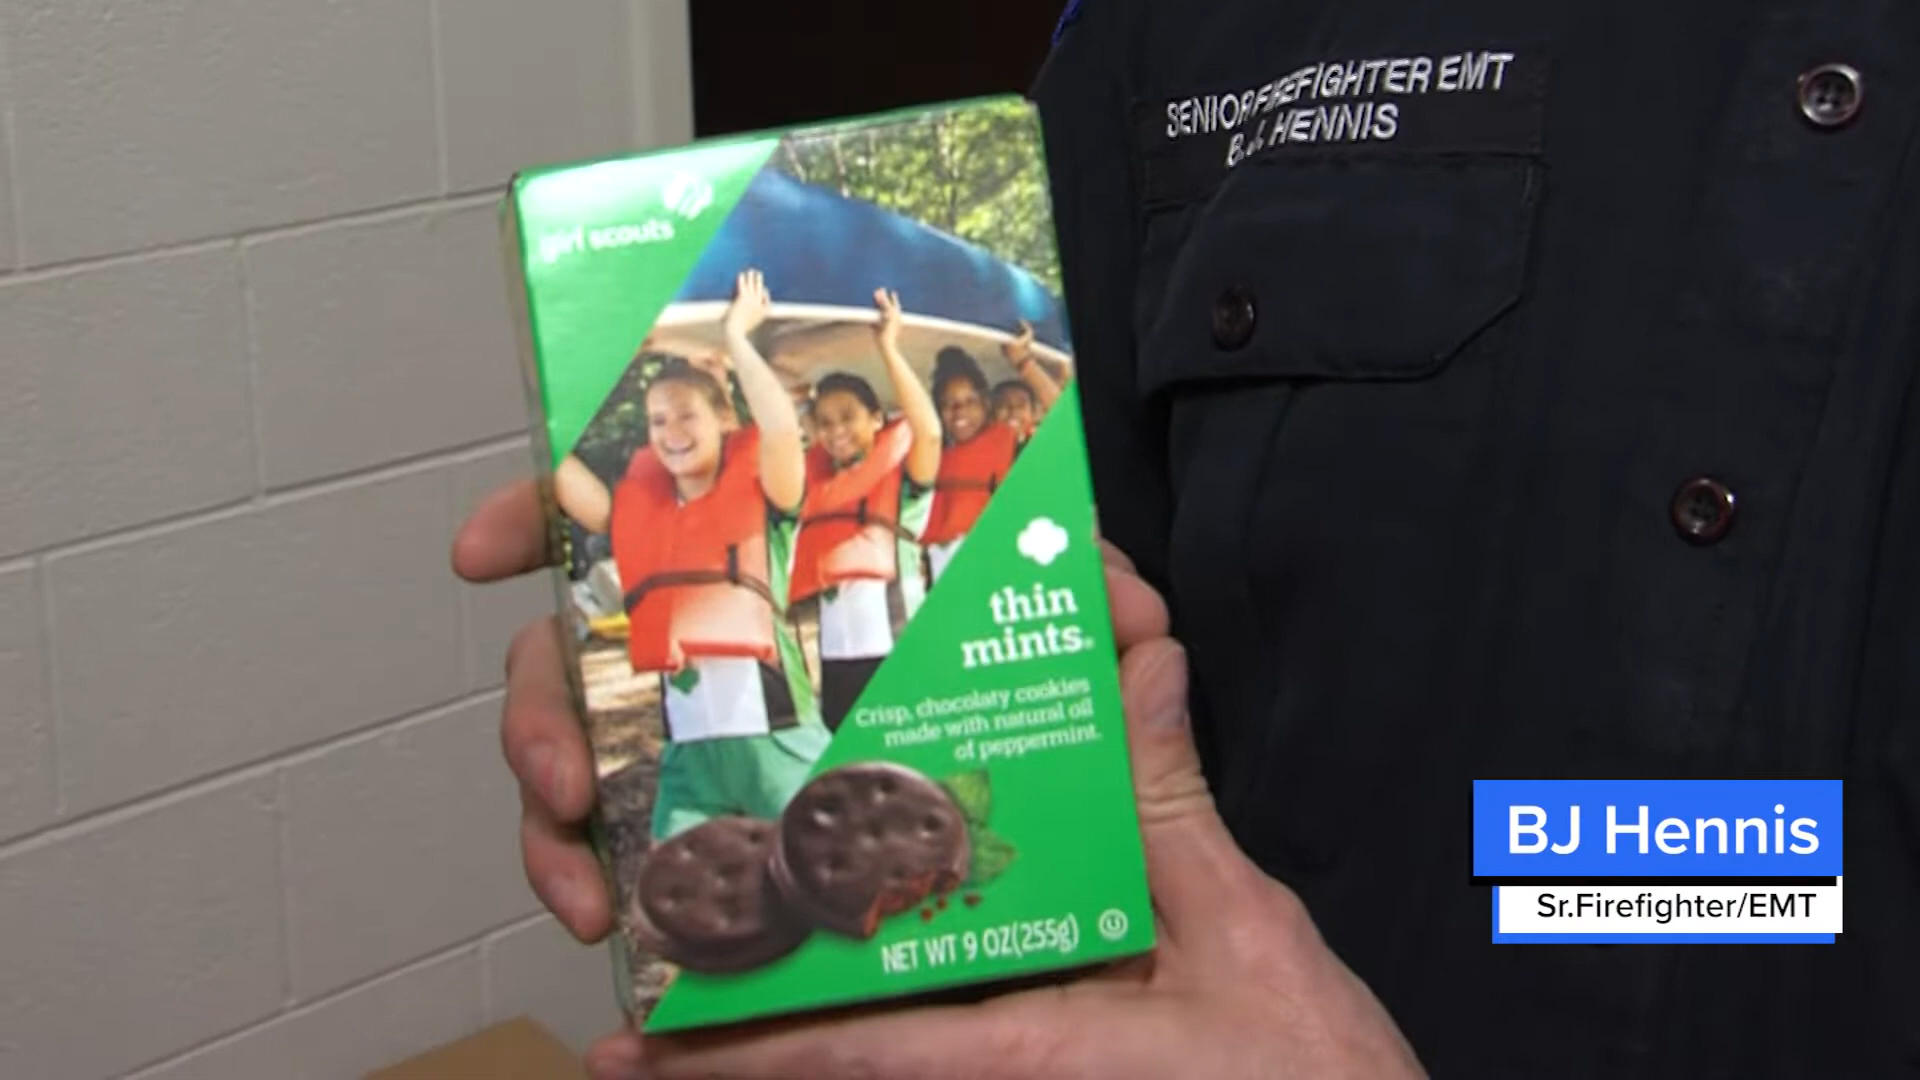 SENIOR FIREFIGHTER EMT
B.J. HENNIS
girl scouts
thin
mints®
Crisp, chocolaty cookies
made with natural oil
of peppermint.
NET WT 9 OZ(255g) U
BJ Hennis
Sr.Firefighter/EMT